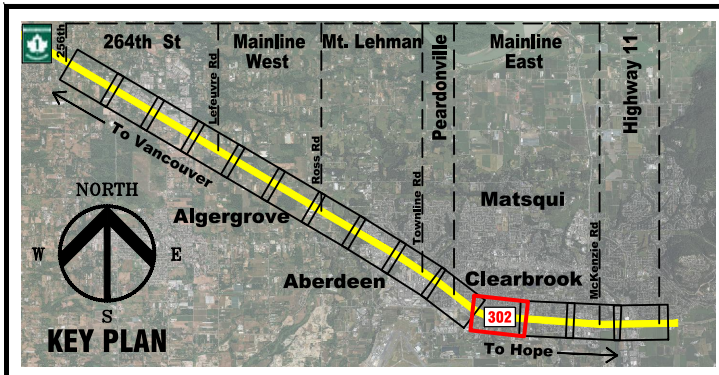 1
256th
264th St
Mainline
West
Mt. Lehman
Peardonville
Mainline
East
Highway 11
Lefeuvre Rd
Ross Rd
Townline Rd
McKenzie Rd
To Vancouver
NORTH
W
E
S
Algergrove
Aberdeen
Matsqui
Clearbrook
302
To Hope
KEY PLAN